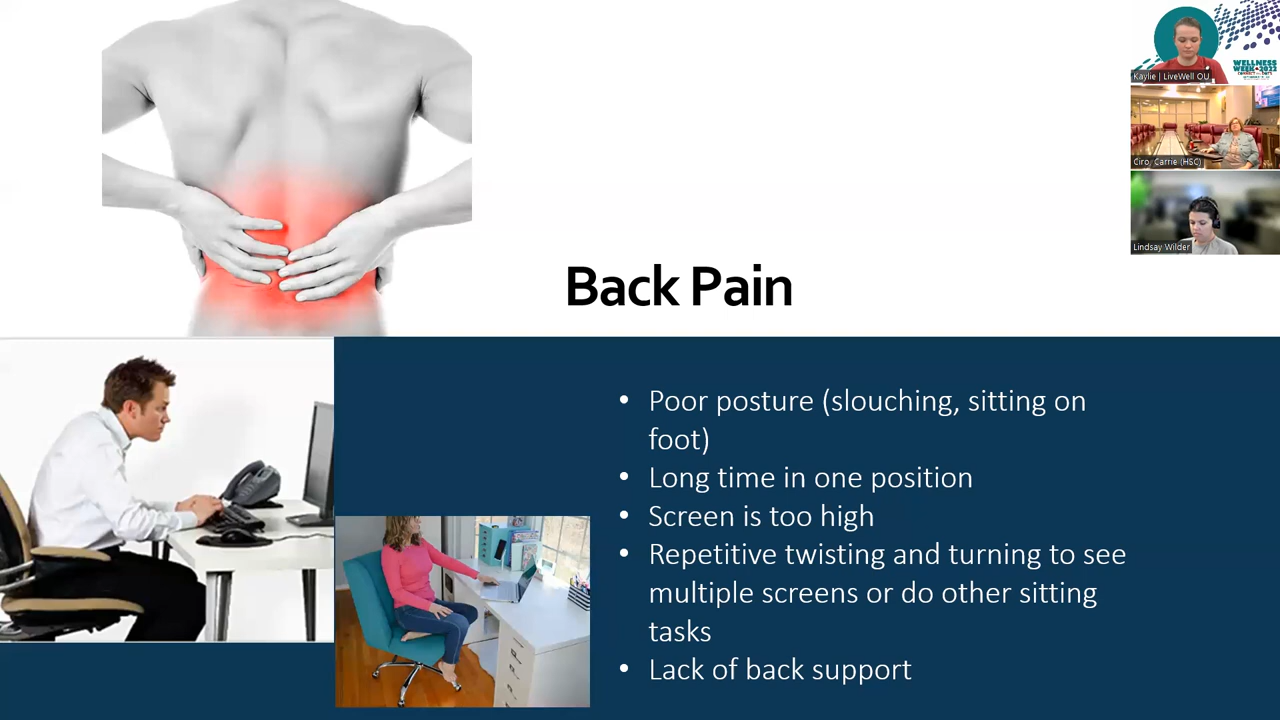 Back Pain
• Poor posture (slouching, sitting on
foot)
• Long time in one position
• Screen is too high
• Repetitive twisting and turning to see
multiple screens or do other sitting
tasks
• Lack of back support
WELLNESS
WEEK 2022
Kaylie | LiveWell OU
Ciro, Carrie (HSC)
Lindsay Wilder